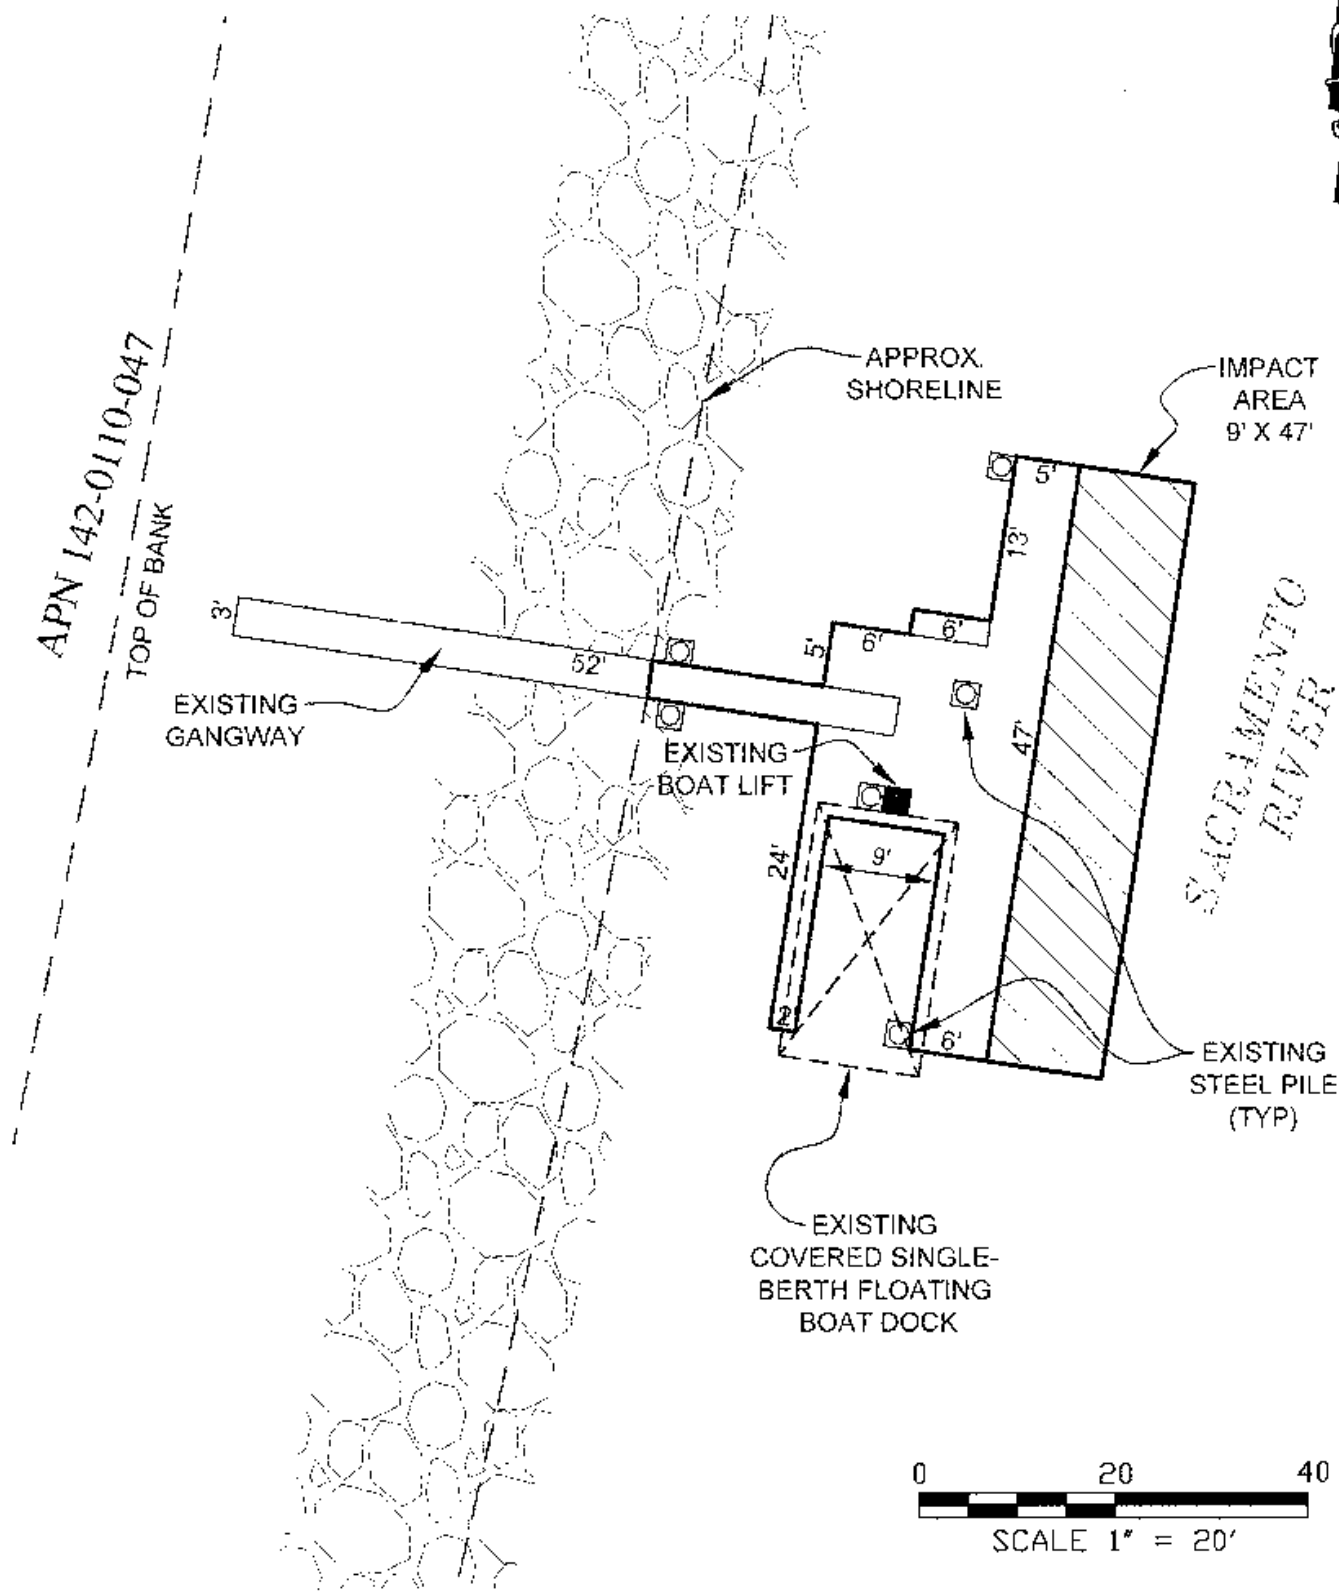 APN 142-0110-047
TOP OF BANK
APPROX.
SHORELINE
IMPACT
AREA
9' X 47'
5'
13'
6'
6'
5'
3'
52'
EXISTING
GANGWAY
EXISTING
BOAT LIFT
47'
24'
9'
2'
6'
SACRAMENTO
RIVER
EXISTING
STEEL PILE
(TYP)
EXISTING
COVERED SINGLE-
BERTH FLOATING
BOAT DOCK
0 20 40
SCALE 1" = 20'